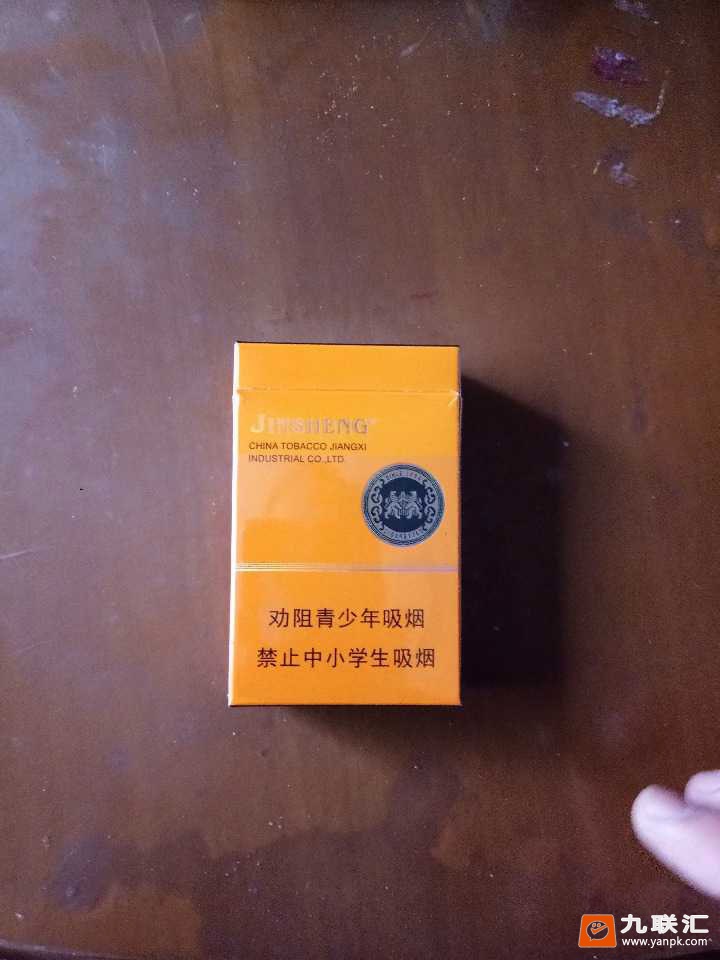 JINSHENG
CHINA TOBACCO JIANGXI
INDUSTRIAL CO.,LTD.
劝阻青少年吸烟
禁止中小学生吸烟
九联汇
www.yanpk.com